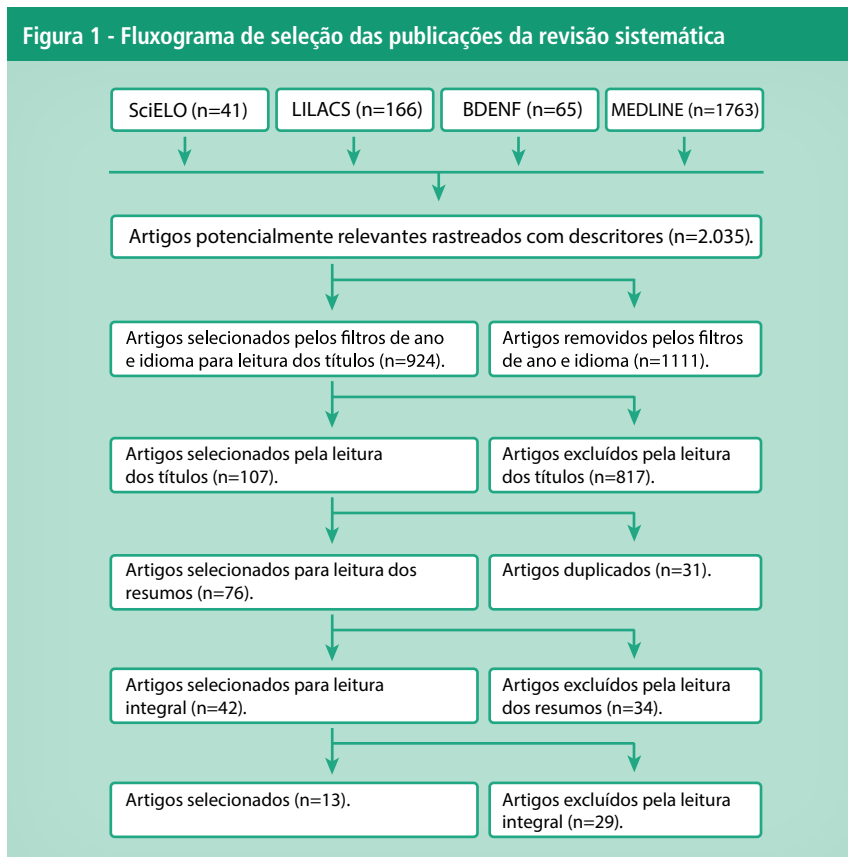 Figura 1 - Fluxograma de seleção das publicações da revisão sistemática
SciELO (n=41)
LILACS (n=166)
BDENF (n=65)
MEDLINE (n=1763)
Artigos potencialmente relevantes rastreados com descritores (n=2.035).
Artigos selecionados pelos filtros de ano
e idioma para leitura dos títulos (n=924).
Artigos removidos pelos filtros
de ano e idioma (n=1111).
Artigos selecionados pela leitura
dos títulos (n=107).
Artigos excluídos pela leitura
dos títulos (n=817).
Artigos selecionados para leitura dos
resumos (n=76).
Artigos duplicados (n=31).
Artigos selecionados para leitura
integral (n=42).
Artigos excluídos pela leitura
dos resumos (n=34).
Artigos selecionados (n=13).
Artigos excluídos pela leitura
integral (n=29).